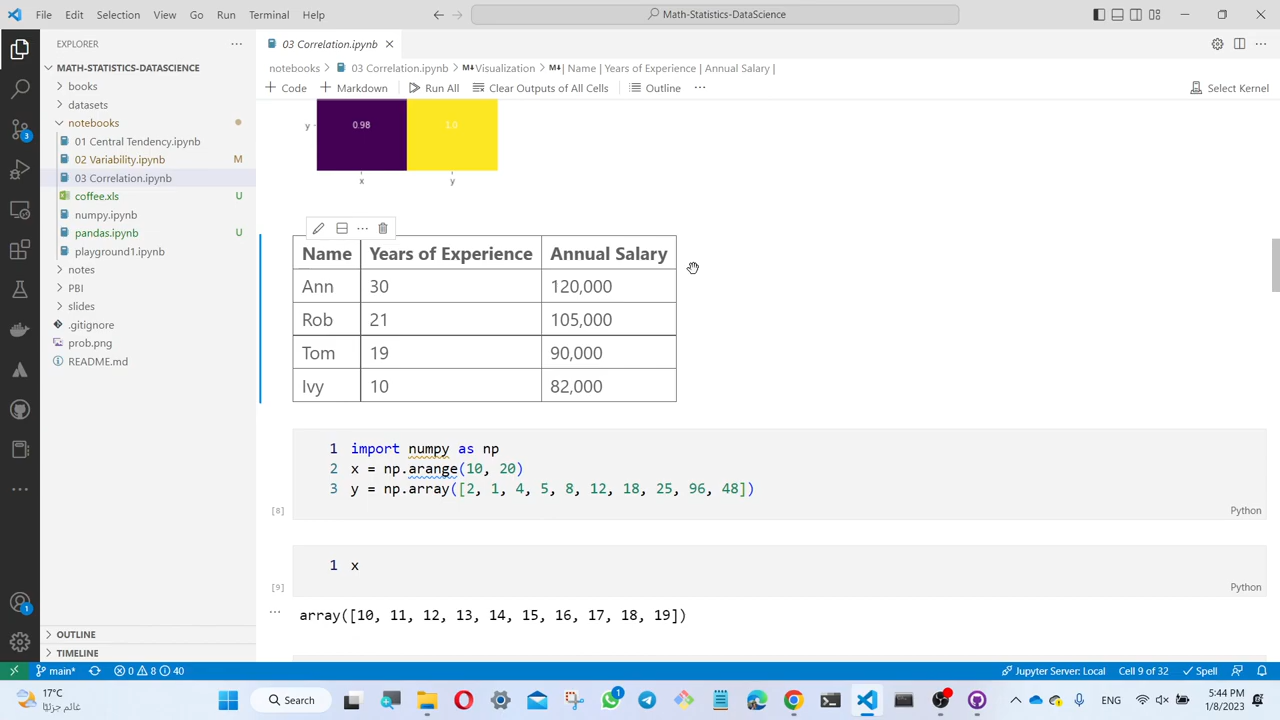 File Edit Selection View Go Run Terminal Help
Math-Statistics-DataScience
EXPLORER
03 Correlation.ipynb
MATH-STATISTICS-DATASCIENCE
notebooks > 03 Correlation.ipynb > Visualization > | Name | Years of Experience | Annual Salary |
books
Code Markdown Run All Clear Outputs of All Cells Outline
Select Kernel
datasets
notebooks
01 Central Tendency.ipynb
02 Variability.ipynb M
03 Correlation.ipynb
coffee.xls U
numpy.ipynb
pandas.ipynb U
playground1.ipynb
notes
PBI
slides
.gitignore
prob.png
README.md
OUTLINE
TIMELINE
y 0.98 1.0
x y
Name Years of Experience Annual Salary
Ann 30 120,000
Rob 21 105,000
Tom 19 90,000
Ivy 10 82,000
1 import numpy as np
2 x = np.arange(10, 20)
3 y = np.array([2, 1, 4, 5, 8, 12, 18, 25, 96, 48])
[8] Python
1 x
[9] Python
array([10, 11, 12, 13, 14, 15, 16, 17, 18, 19])
3
1
main* 0 8 40
Jupyter Server: Local Cell 9 of 32 Spell
17°C
غائم جزئيًا
Search
1
ENG
5:44 PM
1/8/2023